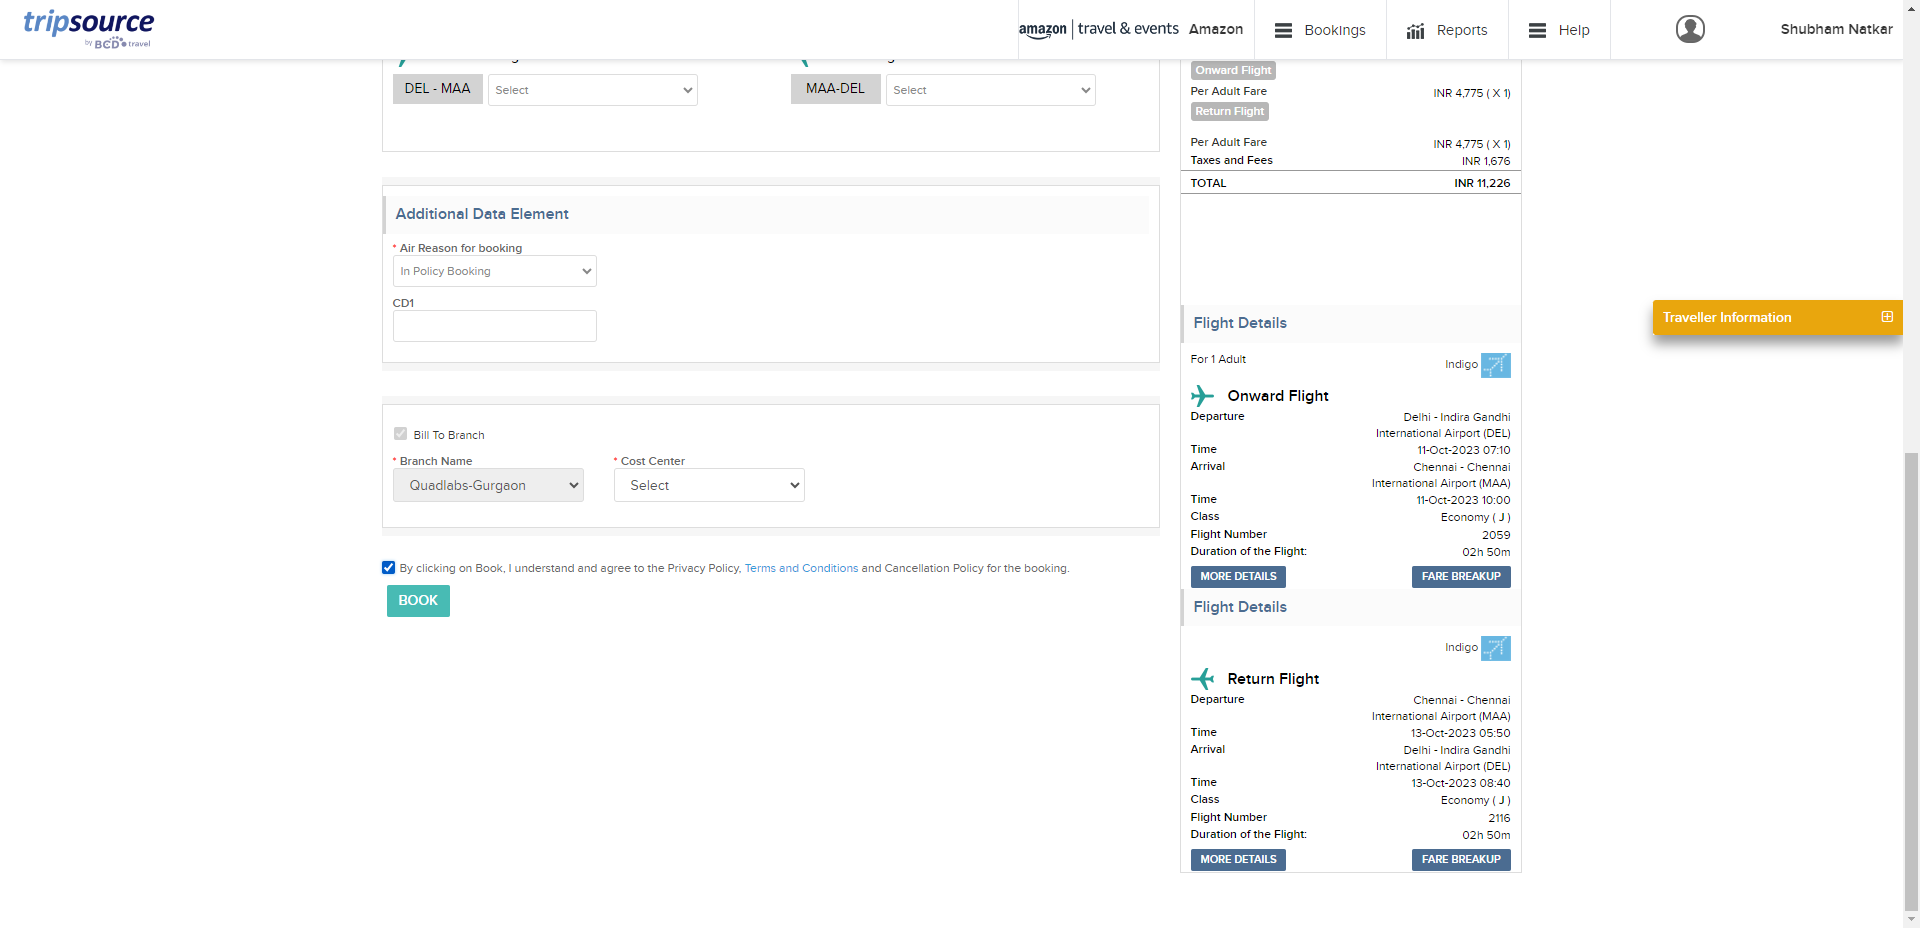 tripsource
by BCD travel
amazon travel & events Amazon
Bookings
Reports
Help
Shubham Natkar
DEL - MAA
Select
MAA-DEL
Select
Additional Data Element
* Air Reason for booking
In Policy Booking
CD1
Bill To Branch
* Branch Name
* Cost Center
Quadlabs-Gurgaon
Select
By clicking on Book, I understand and agree to the Privacy Policy, Terms and Conditions and Cancellation Policy for the booking.
BOOK
Onward Flight
Per Adult Fare INR 4,775 ( X 1)
Return Flight
Per Adult Fare INR 4,775 ( X 1)
Taxes and Fees INR 1,676
TOTAL INR 11,226
Flight Details
For 1 Adult Indigo
Onward Flight
Departure Delhi - Indira Gandhi
International Airport (DEL)
Time 11-Oct-2023 07:10
Arrival Chennai - Chennai
International Airport (MAA)
Time 11-Oct-2023 10:00
Class Economy ( J )
Flight Number 2059
Duration of the Flight: 02h 50m
MORE DETAILS FARE BREAKUP
Flight Details
Indigo
Return Flight
Departure Chennai - Chennai
International Airport (MAA)
Time 13-Oct-2023 05:50
Arrival Delhi - Indira Gandhi
International Airport (DEL)
Time 13-Oct-2023 08:40
Class Economy ( J )
Flight Number 2116
Duration of the Flight: 02h 50m
MORE DETAILS FARE BREAKUP
Traveller Information